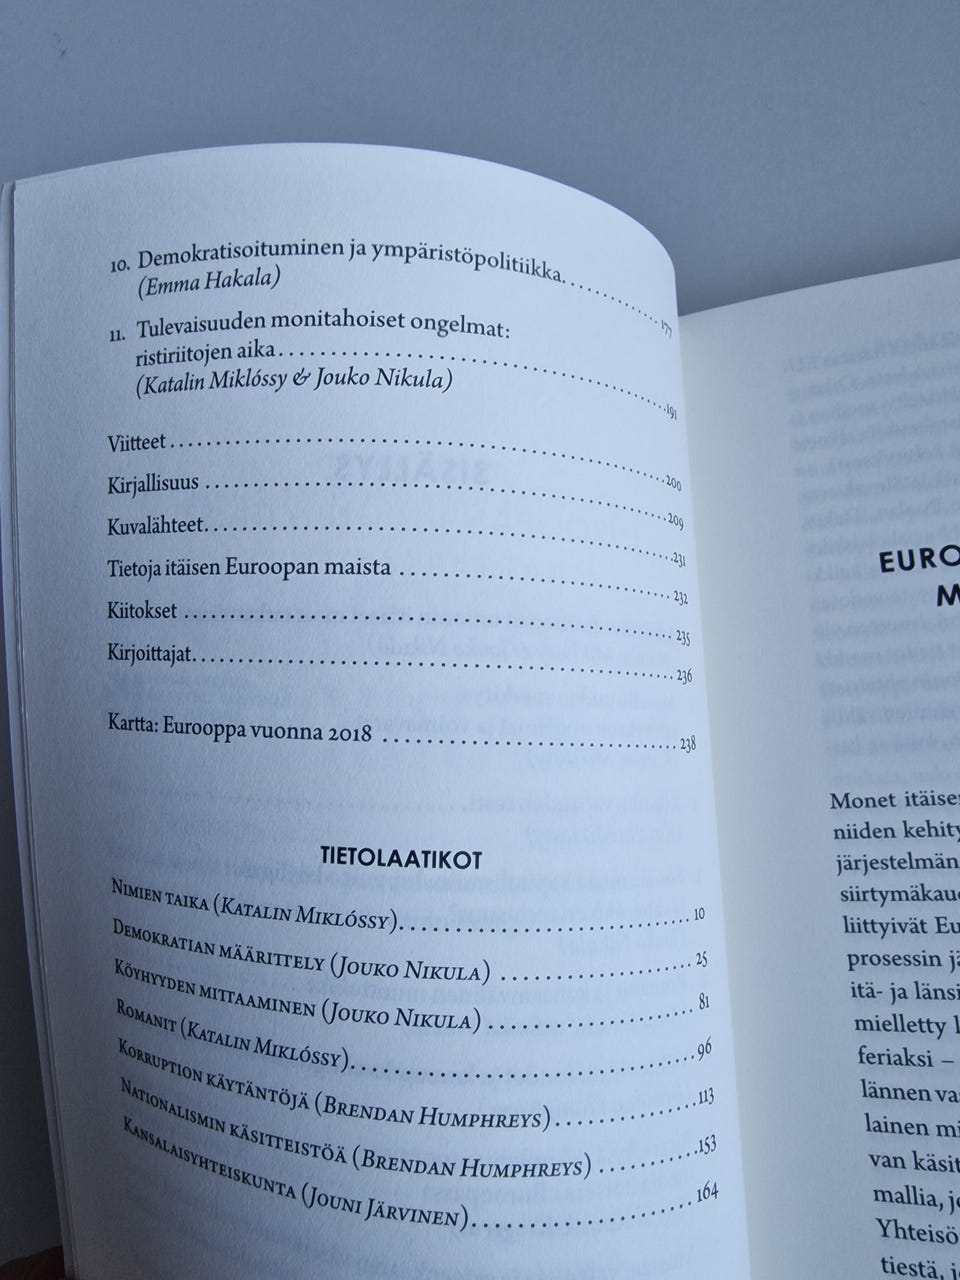 10. Demokratisoituminen ja ympäristöpolitiikka. . . . . . . . . . . . . 177
(Emma Hakala)
11. Tulevaisuuden monitahoiset ongelmat:
ristiriitojen aika. . . . . . . . . . . . . . . . . . . . . . . . . . . . . . . . . . . . . . . . 191
(Katalin Miklóssy & Jouko Nikula)
Viitteet . . . . . . . . . . . . . . . . . . . . . . . . . . . . . . . . . . . . . . . . . . . . . . 200
Kirjallisuus . . . . . . . . . . . . . . . . . . . . . . . . . . . . . . . . . . . . . . . . . . . 209
Kuvalähteet. . . . . . . . . . . . . . . . . . . . . . . . . . . . . . . . . . . . . . . . . . . 231
Tietoja itäisen Euroopan maista . . . . . . . . . . . . . . . . . . . . . . . . 232
Kiitokset . . . . . . . . . . . . . . . . . . . . . . . . . . . . . . . . . . . . . . . . . . . . . 235
Kirjoittajat. . . . . . . . . . . . . . . . . . . . . . . . . . . . . . . . . . . . . . . . . . . . 236
Kartta: Eurooppa vuonna 2018 . . . . . . . . . . . . . . . . . . . . . . . . . . 238
TIETOLAATIKOT
Nimien taika (Katalin Miklóssy). . . . . . . . . . . . . . . . . . . . . . . . . . 10
Demokratian määrittely (Jouko Nikula) . . . . . . . . . . . . . . . . . 25
Köyhyyden mittaaminen (Jouko Nikula) . . . . . . . . . . . . . . . . . . 81
Romanit (Katalin Miklóssy). . . . . . . . . . . . . . . . . . . . . . . . . . . . . . 96
Korruption käytäntöjä (Brendan Humphreys) . . . . . . . . . . . . 113
Nationalismin käsitteistöä (Brendan Humphreys) . . . . . . . . . 153
Kansalaisyhteiskunta (Jouni Järvinen). . . . . . . . . . . . . . . . . . . . 164
EURO
M
Monet itäisen
niiden kehity
järjestelmän
siirtymäkaud
liittyivät Eu
prosessin jä
itä- ja länsi
mielletty l
feriaksi –
lännen va
lainen mi
van käsit
mallia, je
Yhteisö
tiestä, j